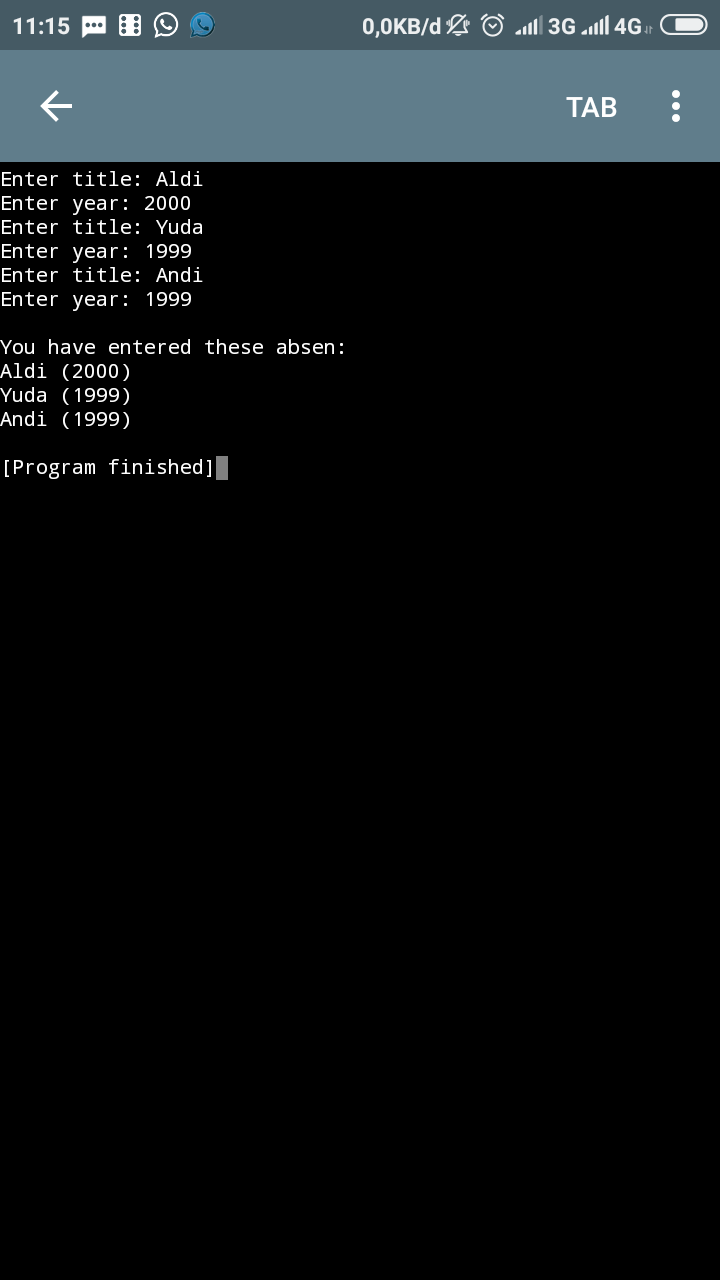 11:15 0,0KB/d 3G 4G
TAB
Enter title: Aldi
Enter year: 2000
Enter title: Yuda
Enter year: 1999
Enter title: Andi
Enter year: 1999
You have entered these absen:
Aldi (2000)
Yuda (1999)
Andi (1999)
[Program finished]